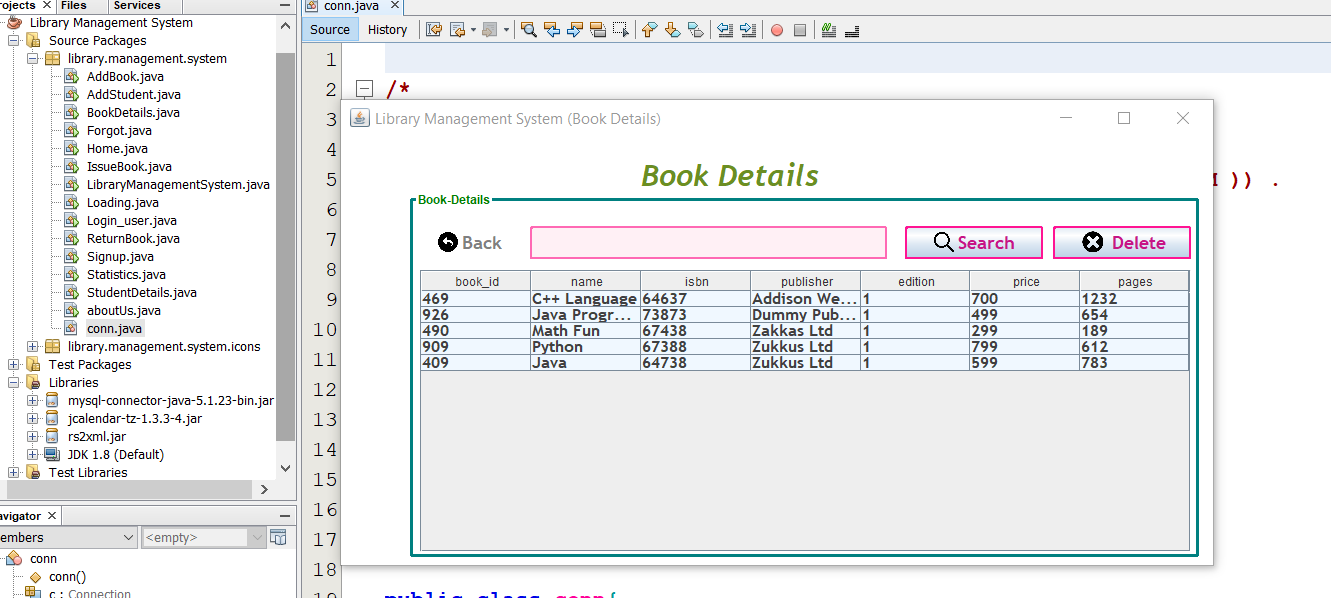 rojects Files Services
Library Management System
Source Packages
library.management.system
AddBook.java
AddStudent.java
BookDetails.java
Forgot.java
Home.java
IssueBook.java
LibraryManagementSystem.java
Loading.java
Login_user.java
ReturnBook.java
Signup.java
Statistics.java
StudentDetails.java
aboutUs.java
conn.java
library.management.system.icons
Test Packages
Libraries
mysql-connector-java-5.1.23-bin.jar
jcalendar-tz-1.3.3-4.jar
rs2xml.jar
JDK 1.8 (Default)
Test Libraries
avigator
embers <empty>
conn
conn()
c : Connection
conn.java
Source History
1
2 /*
3
4
5 )) .
6
7
8
9
10
11
12
13
14
15
16
17
18
19 public class conn{
Library Management System (Book Details)
Book Details
Book-Details
Back Search Delete
book_id name isbn publisher edition price pages
469 C++ Language 64637 Addison We... 1 700 1232
926 Java Progr... 73873 Dummy Pub... 1 499 654
490 Math Fun 67438 Zakkas Ltd 1 299 189
909 Python 67388 Zukkus Ltd 1 799 612
409 Java 64738 Zukkus Ltd 1 599 783